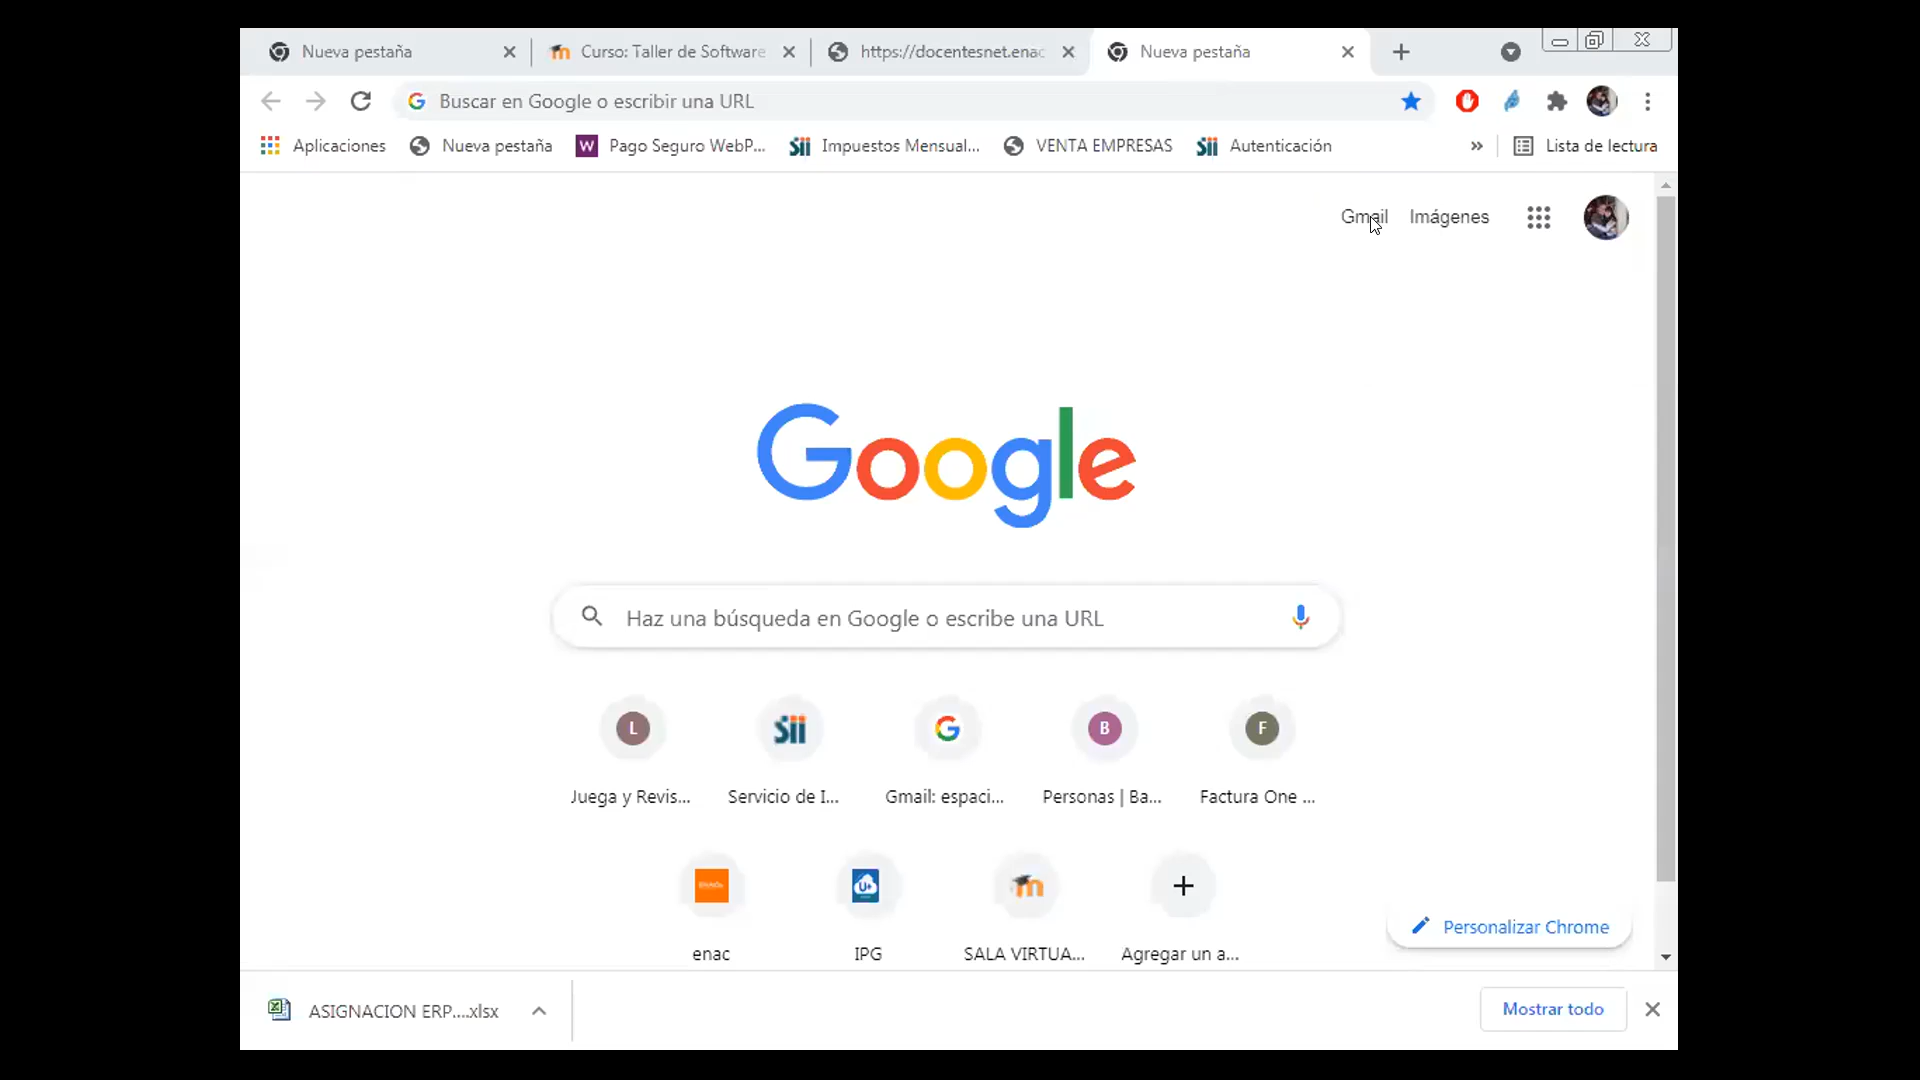 Nueva pestaña
Curso: Taller de Software
https://docentesnet.enac
Nueva pestaña
Buscar en Google o escribir una URL
Aplicaciones
Nueva pestaña
Pago Seguro WebP...
Impuestos Mensual...
VENTA EMPRESAS
Autenticación
»
Lista de lectura
Gmail
Imágenes
Google
Haz una búsqueda en Google o escribe una URL
L
Sii
G
B
F
Juega y Revis...
Servicio de I...
Gmail: espaci...
Personas | Ba...
Factura One ...
enac
IPG
SALA VIRTUA...
Agregar un a...
Personalizar Chrome
ASIGNACION ERP....xlsx
Mostrar todo